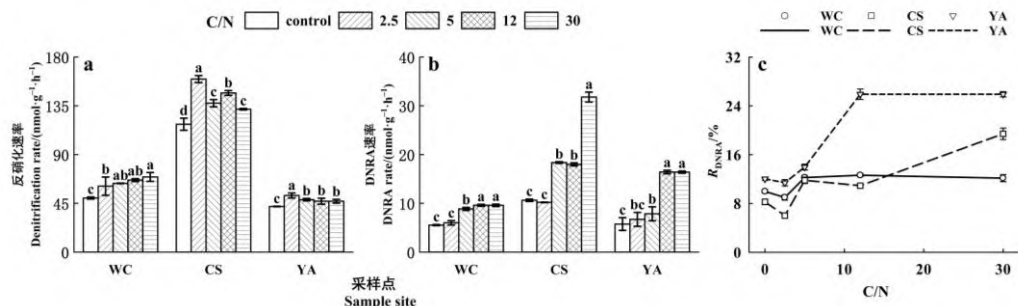 C/N control 2.5 5 12 30
a
180
135
90
45
0
反硝化速率/(nmol·g⁻¹·h⁻¹)
Denitrification rate/(nmol·g⁻¹·h⁻¹)
c b ab ab a
d a c b c
c a b b b
WC CS YA
b
40
30
20
10
0
DNRA速率
DNRA rate/(nmol·g⁻¹·h⁻¹)
c c b a a
c c b b a
c bc b a a
WC CS YA
采样点
Sample site
WC CS YA
WC CS YA
c
32
24
16
8
0
R_DNRA/%
0 10 20 30
C/N